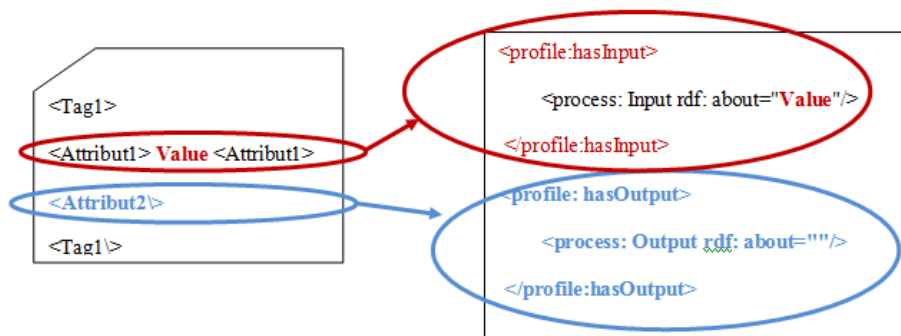 <Tag1>
<Attribut1> Value <Attribut1>
<Attribut2\>
<Tag1\>
<profile:hasInput>
<process: Input rdf: about="Value"/>
</profile:hasInput>
<profile: hasOutput>
<process: Output rdf: about=""/>
</profile:hasOutput>